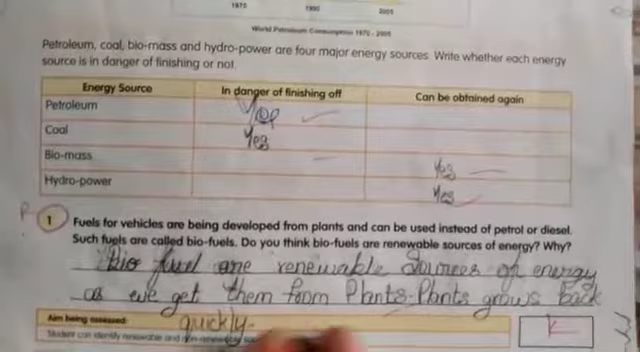 1970 1990 2005
World Petroleum Consumption 1970 - 2005
Petroleum, coal, bio-mass and hydro-power are four major energy sources. Write whether each energy
source is in danger of finishing or not.
Energy Source In danger of finishing off Can be obtained again
Petroleum Yes
Coal Yes
Bio-mass Yes
Hydro-power Yes
1 Fuels for vehicles are being developed from plants and can be used instead of petrol or diesel.
Such fuels are called bio-fuels. Do you think bio-fuels are renewable sources of energy? Why?
Bio fuel are renewable Sources of energy
as we get them from Plants. Plants grows back
quickly.
Aim being assessed:
Student can identify renewable and non-renewable